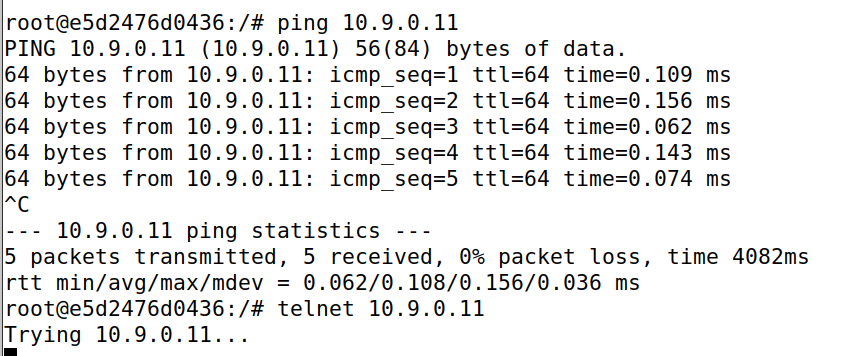 root@e5d2476d0436:/# ping 10.9.0.11
PING 10.9.0.11 (10.9.0.11) 56(84) bytes of data.
64 bytes from 10.9.0.11: icmp_seq=1 ttl=64 time=0.109 ms
64 bytes from 10.9.0.11: icmp_seq=2 ttl=64 time=0.156 ms
64 bytes from 10.9.0.11: icmp_seq=3 ttl=64 time=0.062 ms
64 bytes from 10.9.0.11: icmp_seq=4 ttl=64 time=0.143 ms
64 bytes from 10.9.0.11: icmp_seq=5 ttl=64 time=0.074 ms
^C
--- 10.9.0.11 ping statistics ---
5 packets transmitted, 5 received, 0% packet loss, time 4082ms
rtt min/avg/max/mdev = 0.062/0.108/0.156/0.036 ms
root@e5d2476d0436:/# telnet 10.9.0.11
Trying 10.9.0.11...